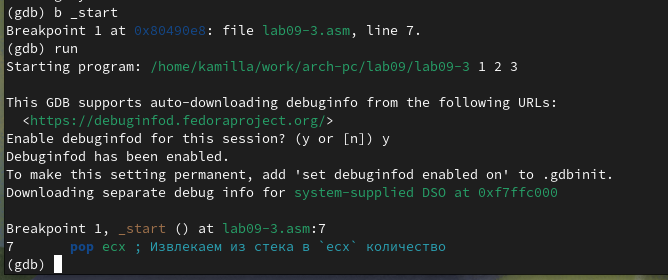 (gdb) b _start
Breakpoint 1 at 0x80490e8: file lab09-3.asm, line 7.
(gdb) run
Starting program: /home/kamilla/work/arch-pc/lab09/lab09-3 1 2 3
This GDB supports auto-downloading debuginfo from the following URLs:
<https://debuginfod.fedoraproject.org/>
Enable debuginfod for this session? (y or [n]) y
Debuginfod has been enabled.
To make this setting permanent, add 'set debuginfod enabled on' to .gdbinit.
Downloading separate debug info for system-supplied DSO at 0xf7ffc000
Breakpoint 1, _start () at lab09-3.asm:7
7 pop ecx ; Извлекаем из стека в `ecx` количество
(gdb)